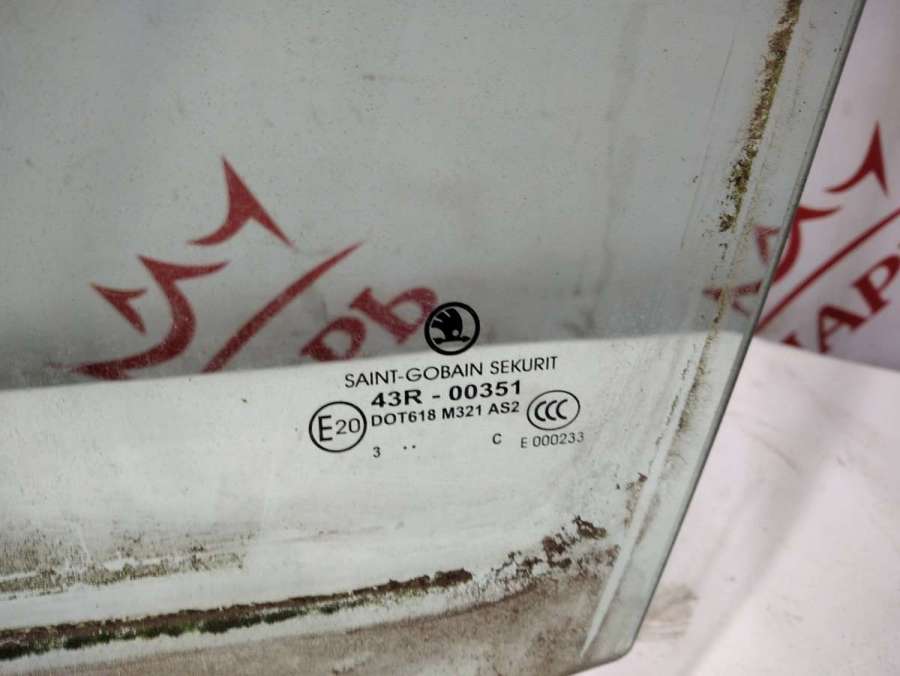 SAINT-GOBAIN SEKURIT
43R - 00351
E20 DOT618 M321 AS2 CCC
3 .. C E 000233